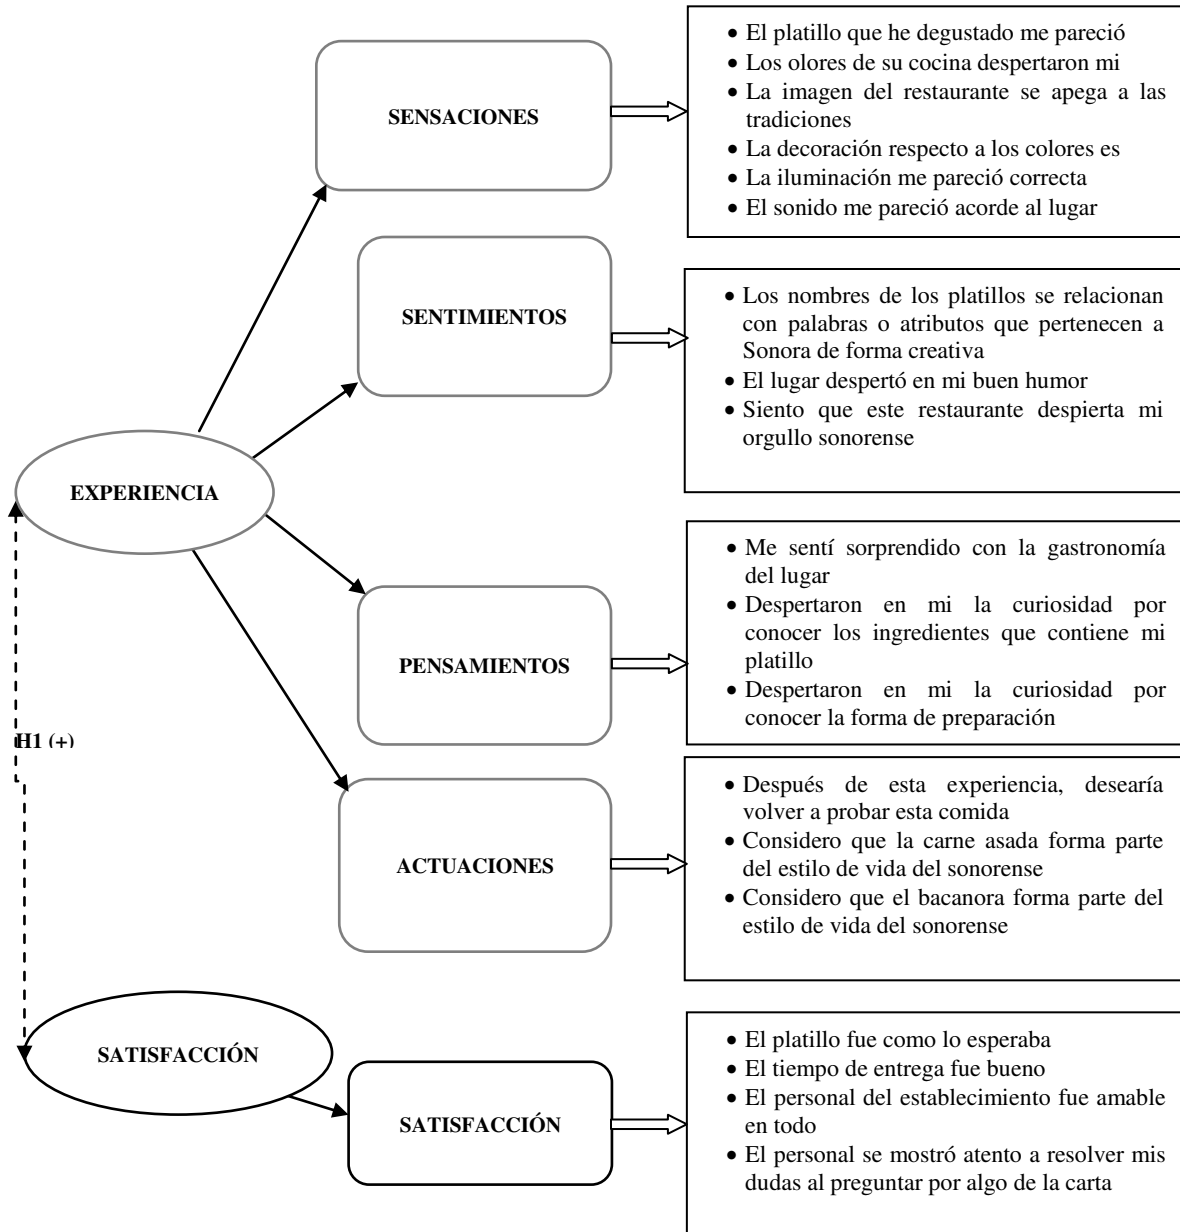 SENSACIONES
• El platillo que he degustado me pareció
• Los olores de su cocina despertaron mi
• La imagen del restaurante se apega a las
tradiciones
• La decoración respecto a los colores es
• La iluminación me pareció correcta
• El sonido me pareció acorde al lugar
SENTIMIENTOS
• Los nombres de los platillos se relacionan
con palabras o atributos que pertenecen a
Sonora de forma creativa
• El lugar despertó en mi buen humor
• Siento que este restaurante despierta mi
orgullo sonorense
EXPERIENCIA
PENSAMIENTOS
• Me sentí sorprendido con la gastronomía
del lugar
• Despertaron en mi la curiosidad por
conocer los ingredientes que contiene mi
platillo
• Despertaron en mi la curiosidad por
conocer la forma de preparación
H1 (+)
ACTUACIONES
• Después de esta experiencia, desearía
volver a probar esta comida
• Considero que la carne asada forma parte
del estilo de vida del sonorense
• Considero que el bacanora forma parte del
estilo de vida del sonorense
SATISFACCIÓN
SATISFACCIÓN
• El platillo fue como lo esperaba
• El tiempo de entrega fue bueno
• El personal del establecimiento fue amable
en todo
• El personal se mostró atento a resolver mis
dudas al preguntar por algo de la carta